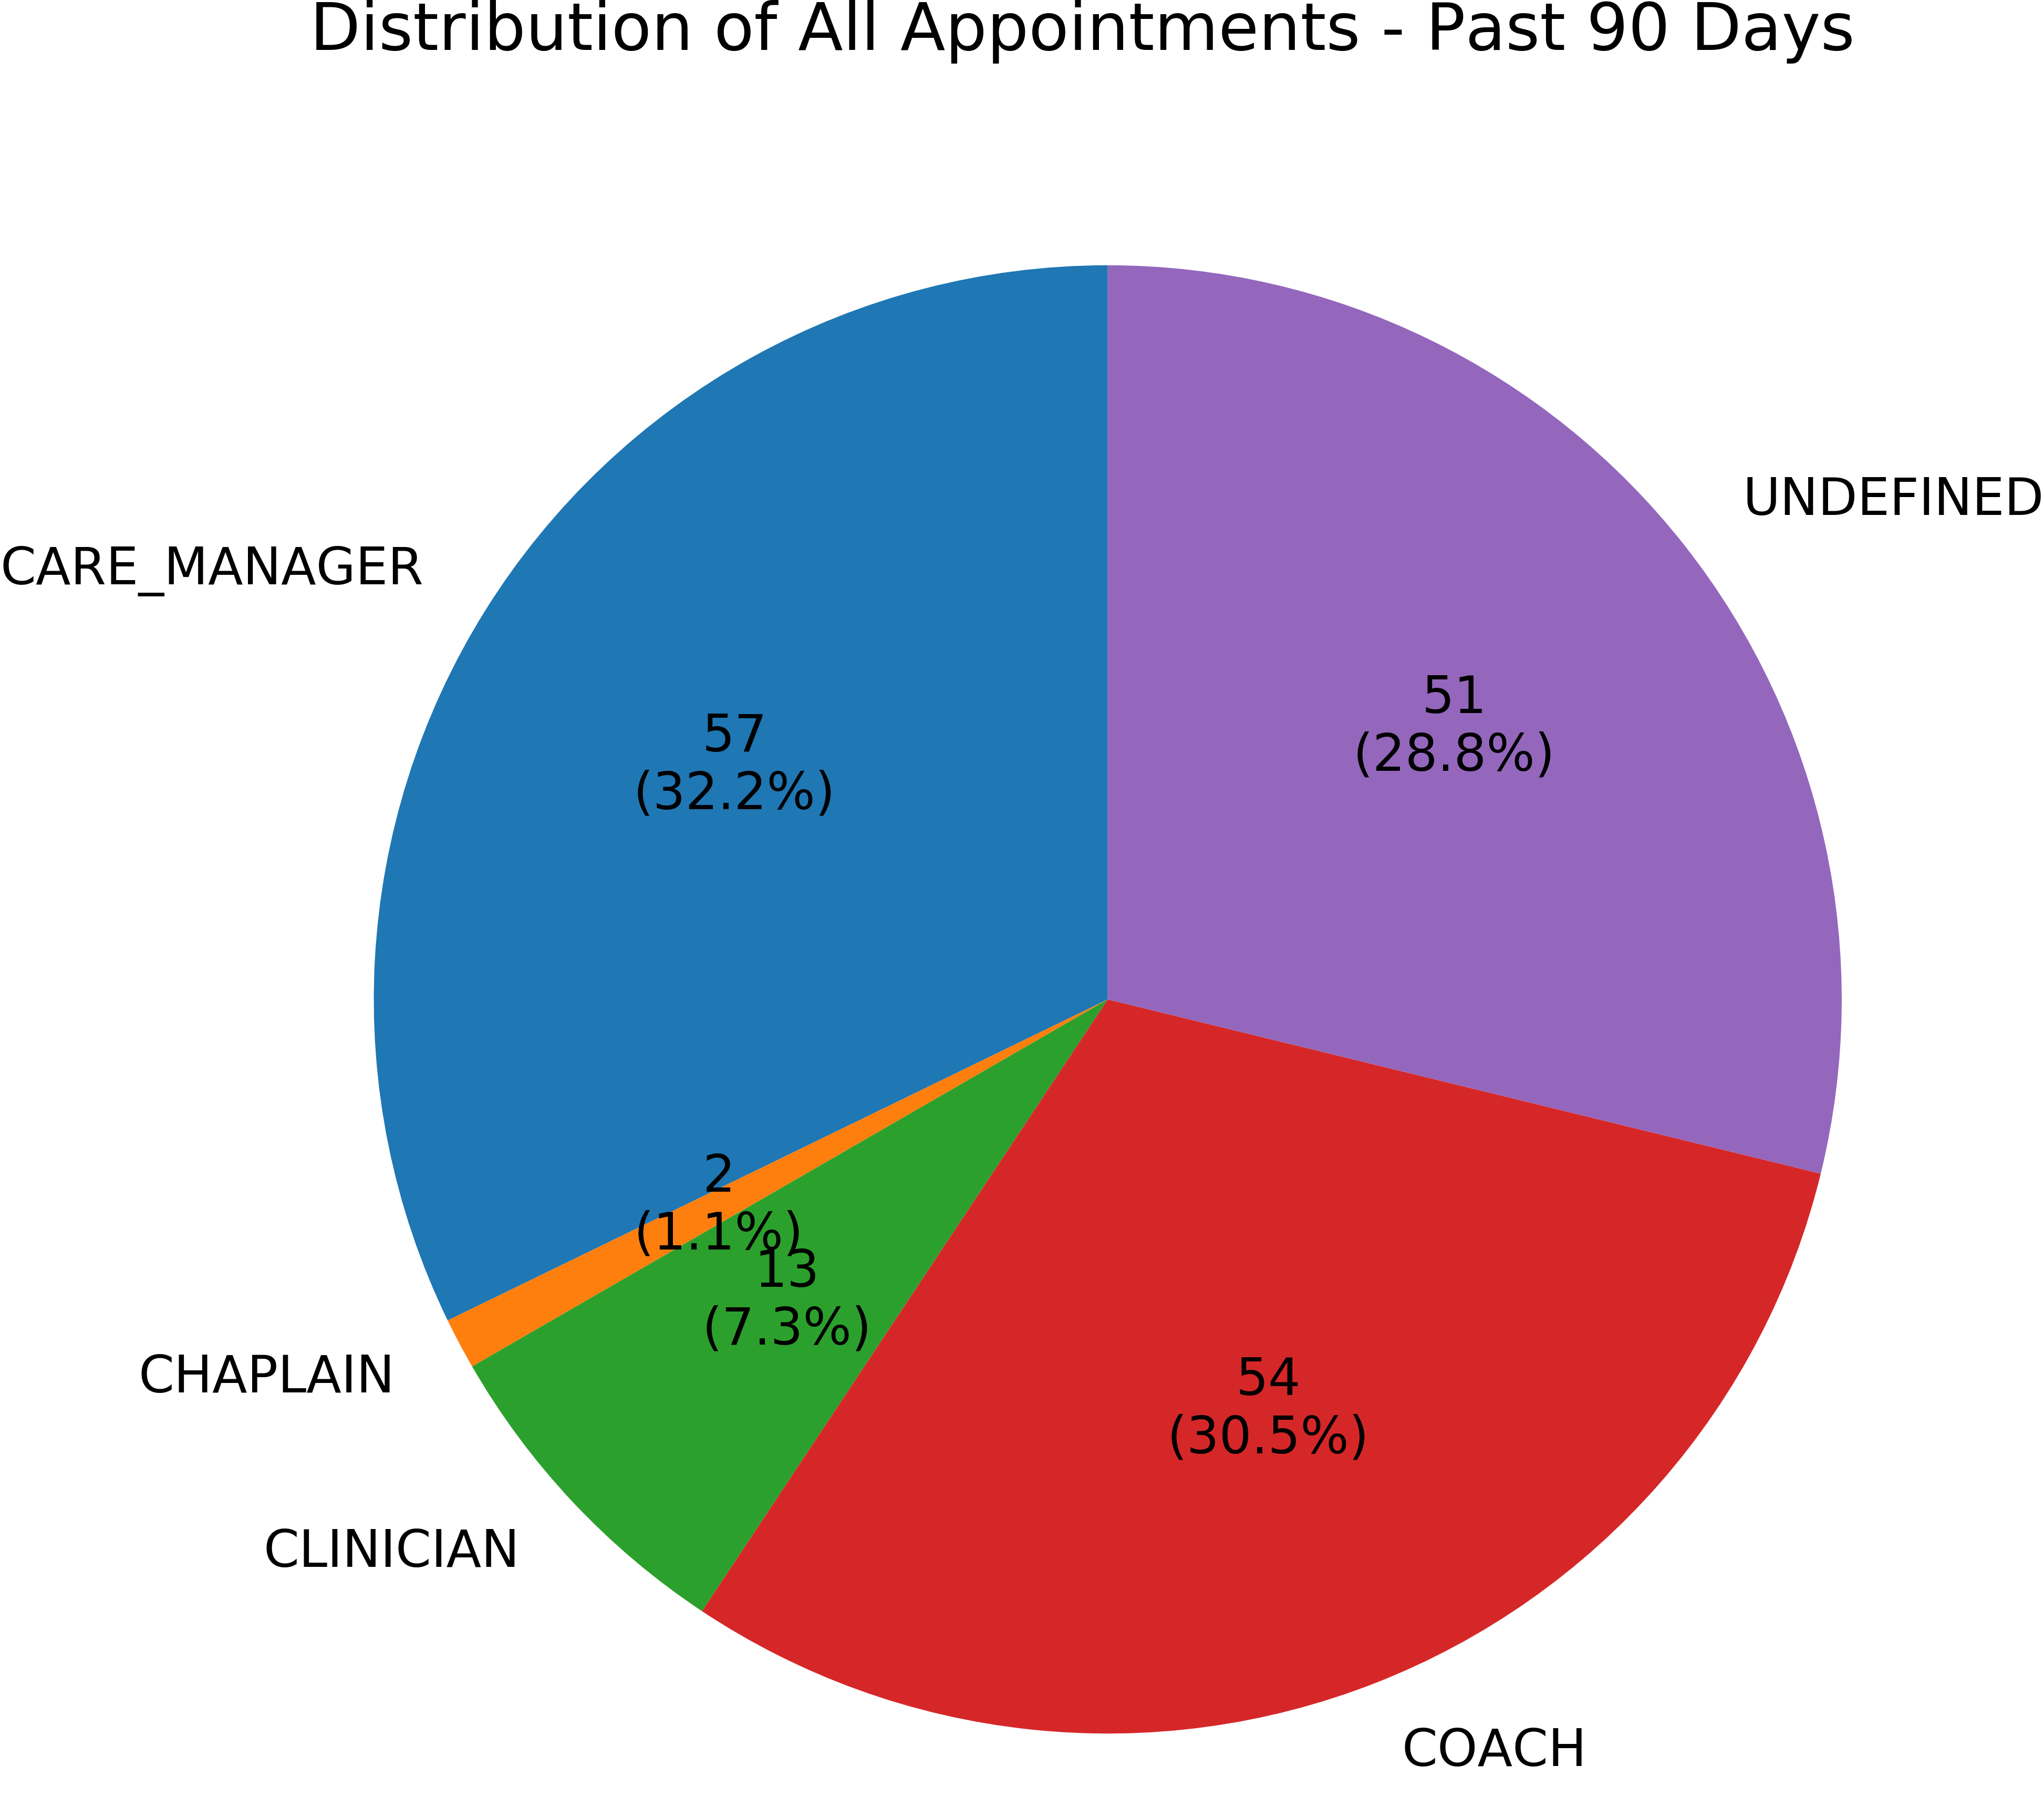 Distribution of All Appointments - Past 90 Days
UNDEFINED
CARE_MANAGER
51
(28.8%)
57
(32.2%)
2
(1.1%)
13
(7.3%)
CHAPLAIN
54
(30.5%)
CLINICIAN
COACH